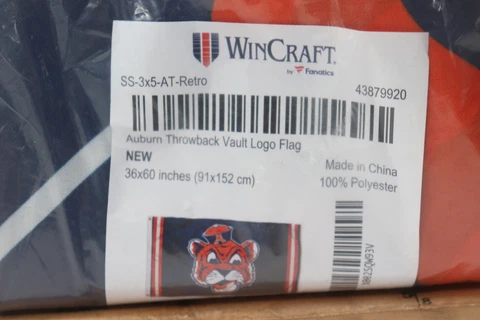 WINCRAFT.
by Fanatics
SS-3x5-AT-Retro
43879920
Auburn Throwback Vault Logo Flag
NEW
36x60 inches (91x152 cm)
Made in China
100% Polyester